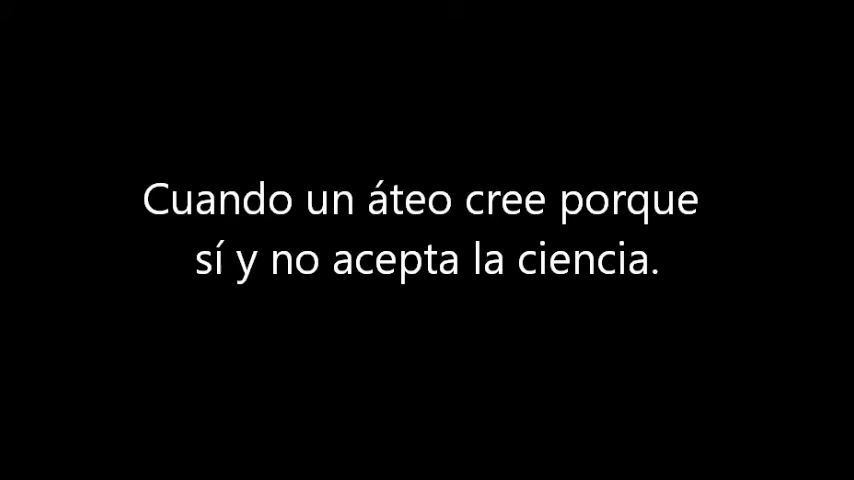 Cuando un áteo cree porque
sí y no acepta la ciencia.